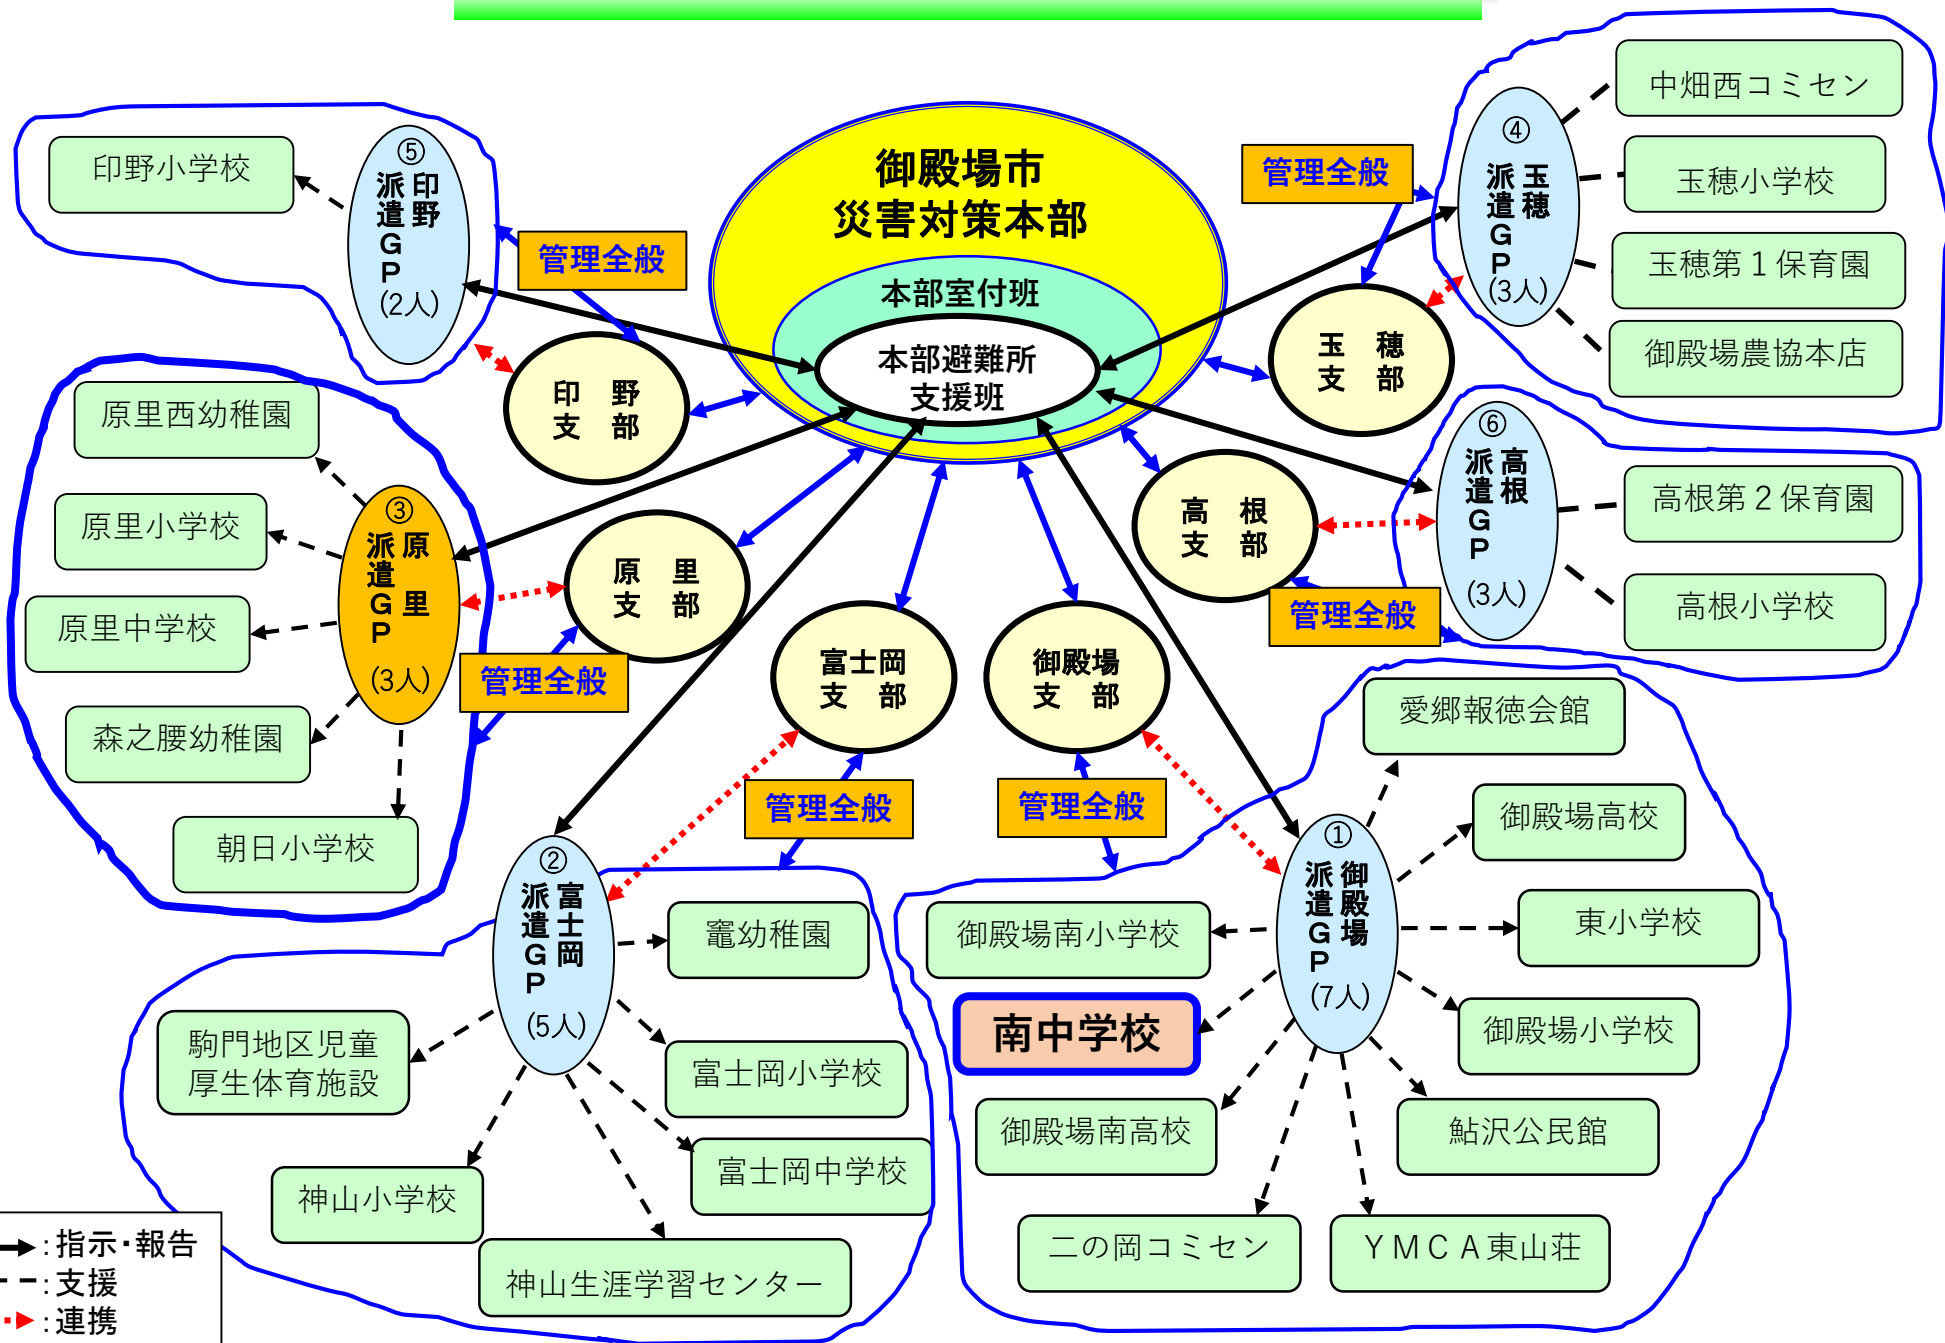 御殿場市
災害対策本部
本部室付班
本部避難所
支援班
管理全般
⑤
印野
派遣GP
(2人)
印野小学校
管理全般
④
玉穂
派遣GP
(3人)
中畑西コミセン
玉穂小学校
玉穂第1保育園
御殿場農協本店
印 野
支 部
玉 穂
支 部
原里西幼稚園
原里小学校
原里中学校
森之腰幼稚園
朝日小学校
③
原里
派遣GP
(3人)
原 里
支 部
管理全般
高 根
支 部
管理全般
⑥
高根
派遣GP
(3人)
高根第2保育園
高根小学校
富士岡
支 部
御殿場
支 部
管理全般
管理全般
②
富士岡
派遣GP
(5人)
竈幼稚園
富士岡小学校
富士岡中学校
駒門地区児童
厚生体育施設
神山小学校
神山生涯学習センター
①
御殿場
派遣GP
(7人)
愛郷報徳会館
御殿場高校
東小学校
御殿場小学校
鮎沢公民館
御殿場南小学校
南中学校
御殿場南高校
二の岡コミセン
YMCA東山荘
:指示・報告
:支援
:連携